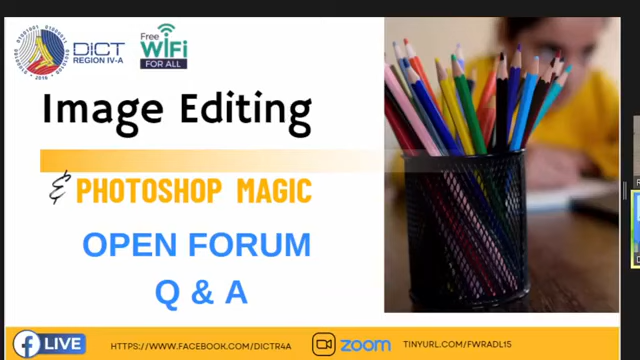 DICT
REGION IV-A
Free
WiFi
FOR ALL
2016
Image Editing
& PHOTOSHOP MAGIC
OPEN FORUM
Q & A
LIVE
HTTPS://WWW.FACEBOOK.COM/DICTR4A
zoom
TINYURL.COM/FWRADL15